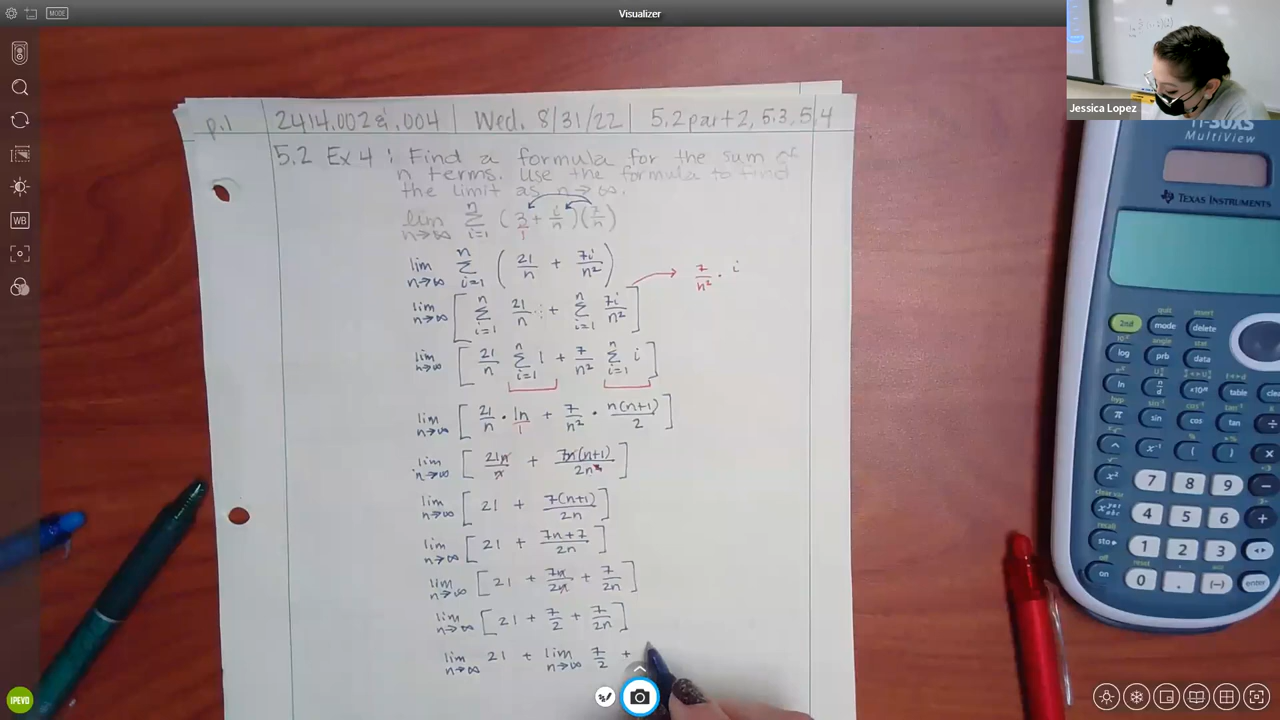 MODE
Visualizer
Jessica Lopez
p.1 | 2414.002 & .004 | Wed. 8/31/22 | 5.2 part 2, 5.3, 5.4
5.2 Ex 4: Find a formula for the sum of
n terms. Use the formula to find
the limit as n→∞.
lim n→∞ Σ i=1 n (3/1 + i/n)(7/n)
lim n→∞ Σ i=1 n (21/n + 7i/n²)
7/n² · i
lim n→∞ [Σ i=1 n 21/n + Σ i=1 n 7i/n²]
lim n→∞ [21/n Σ i=1 n 1 + 7/n² Σ i=1 n i]
lim n→∞ [21/n · 1n/1 + 7/n² · n(n+1)/2]
lim n→∞ [21n/n + 7n(n+1)/2n²]
lim n→∞ [21 + 7(n+1)/2n]
lim n→∞ [21 + 7n+7/2n]
lim n→∞ [21 + 7n/2n + 7/2n]
lim n→∞ [21 + 7/2 + 7/2n]
lim n→∞ 21 + lim n→∞ 7/2 +
TI-30XS
MultiView
TEXAS INSTRUMENTS
2nd mode delete
log prb data
ln n/d ×10ⁿ table
π sin cos tan ÷
^ x⁻¹ ( ) ×
x² 7 8 9 −
4 5 6 +
sto► 1 2 3
on 0 . (−) enter
WB
IPEVO